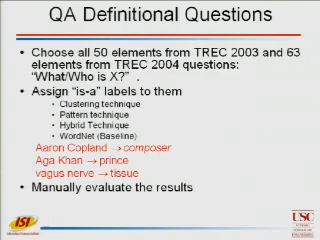 QA Definitional Questions
• Choose all 50 elements from TREC 2003 and 63
elements from TREC 2004 questions:
“What/Who is X?” .
• Assign “is-a” labels to them
• Clustering technique
• Pattern technique
• Hybrid Technique
• WordNet (Baseline)
Aaron Copland → composer
Aga Khan → prince
vagus nerve → tissue
• Manually evaluate the results
ISI
USC